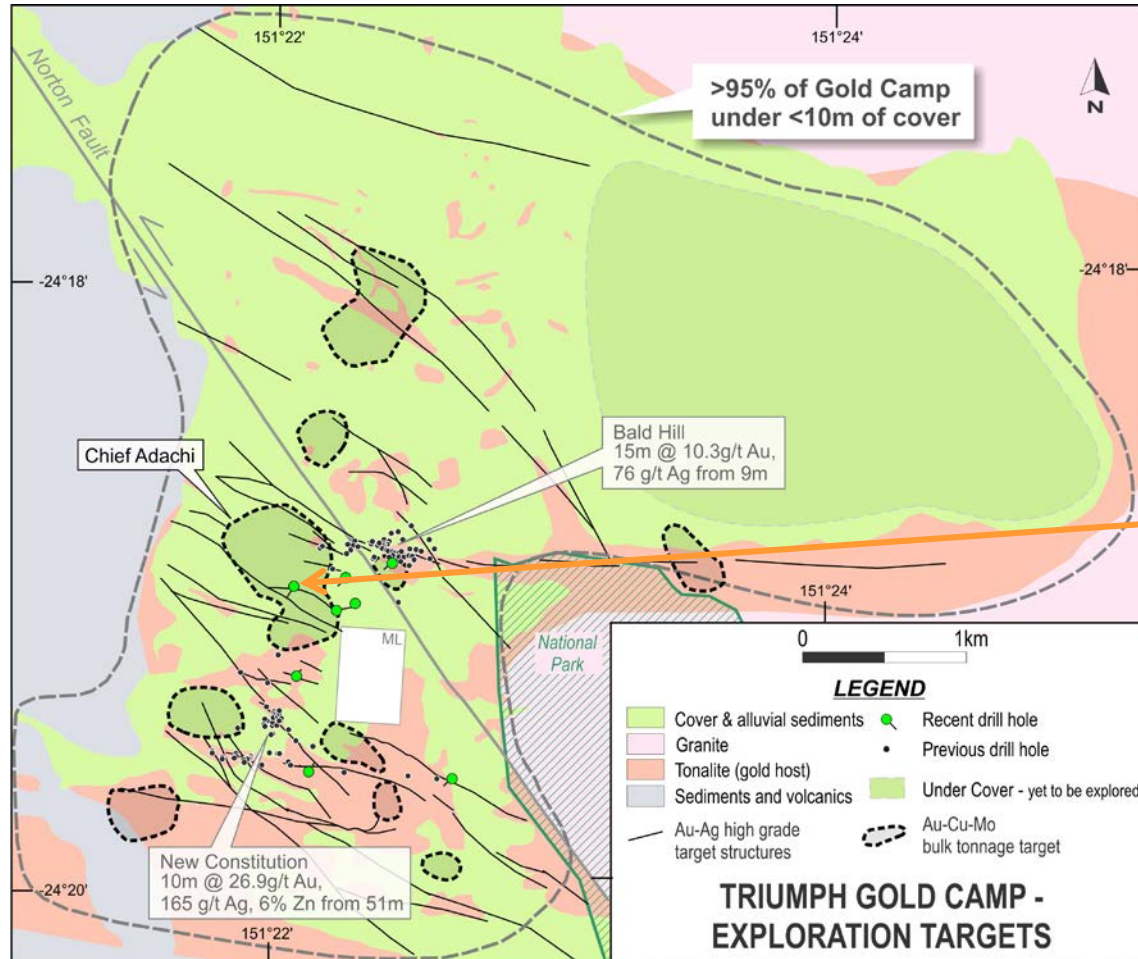 151°22'
151°24'
>95% of Gold Camp
under <10m of cover
N
Norton Fault
-24°18'
-24°18'
Chief Adachi
Bald Hill
15m @ 10.3g/t Au,
76 g/t Ag from 9m
151°24'
ML
National
Park
0 1km
LEGEND
Cover & alluvial sediments
Recent drill hole
Granite
Previous drill hole
Tonalite (gold host)
Under Cover - yet to be explored
Sediments and volcanics
Au-Ag high grade
target structures
Au-Cu-Mo
bulk tonnage target
New Constitution
10m @ 26.9g/t Au,
165 g/t Ag, 6% Zn from 51m
-24°20'
151°22'
TRIUMPH GOLD CAMP -
EXPLORATION TARGETS